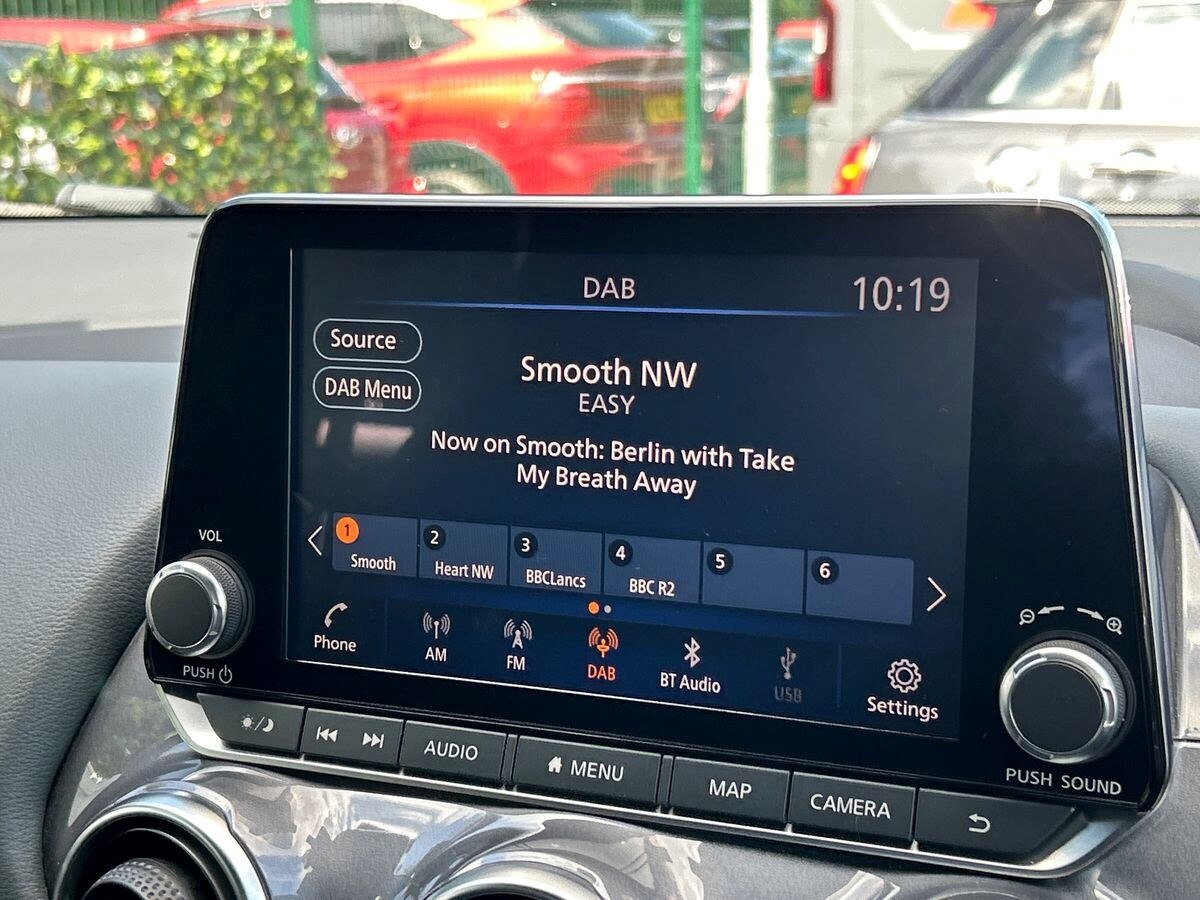 DAB
10:19
Source
DAB Menu
Smooth NW
EASY
Now on Smooth: Berlin with Take
My Breath Away
1
Smooth
2
Heart NW
3
BBCLancs
4
BBC R2
5
6
Phone
AM
FM
DAB
BT Audio
USB
Settings
VOL
PUSH
PUSH SOUND
AUDIO
MENU
MAP
CAMERA